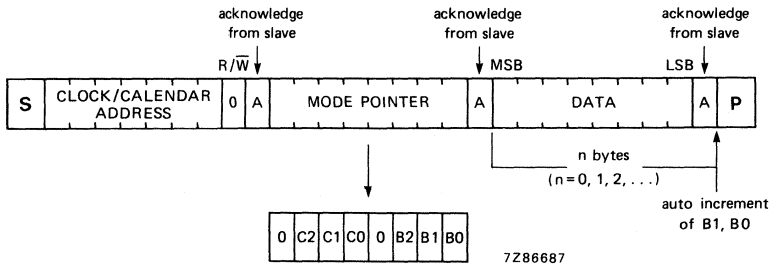 acknowledge
from slave
acknowledge
from slave
acknowledge
from slave
R/W̅
MSB
LSB
S
CLOCK/CALENDAR
ADDRESS
0
A
MODE POINTER
A
DATA
A
P
n bytes
(n=0, 1, 2, . . .)
auto increment
of B1, B0
0 C2 C1 C0 0 B2 B1 B0
7Z86687